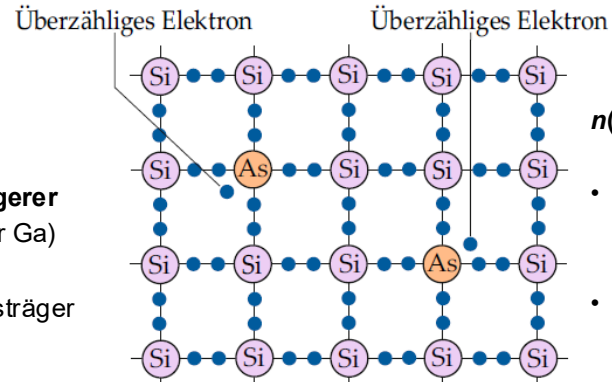 Überzähliges Elektron Überzähliges Elektron
Si Si Si Si Si
n(
Si As Si Si Si
gerer
•
r Ga)
Si Si Si As Si
sträger
•
Si Si Si Si Si